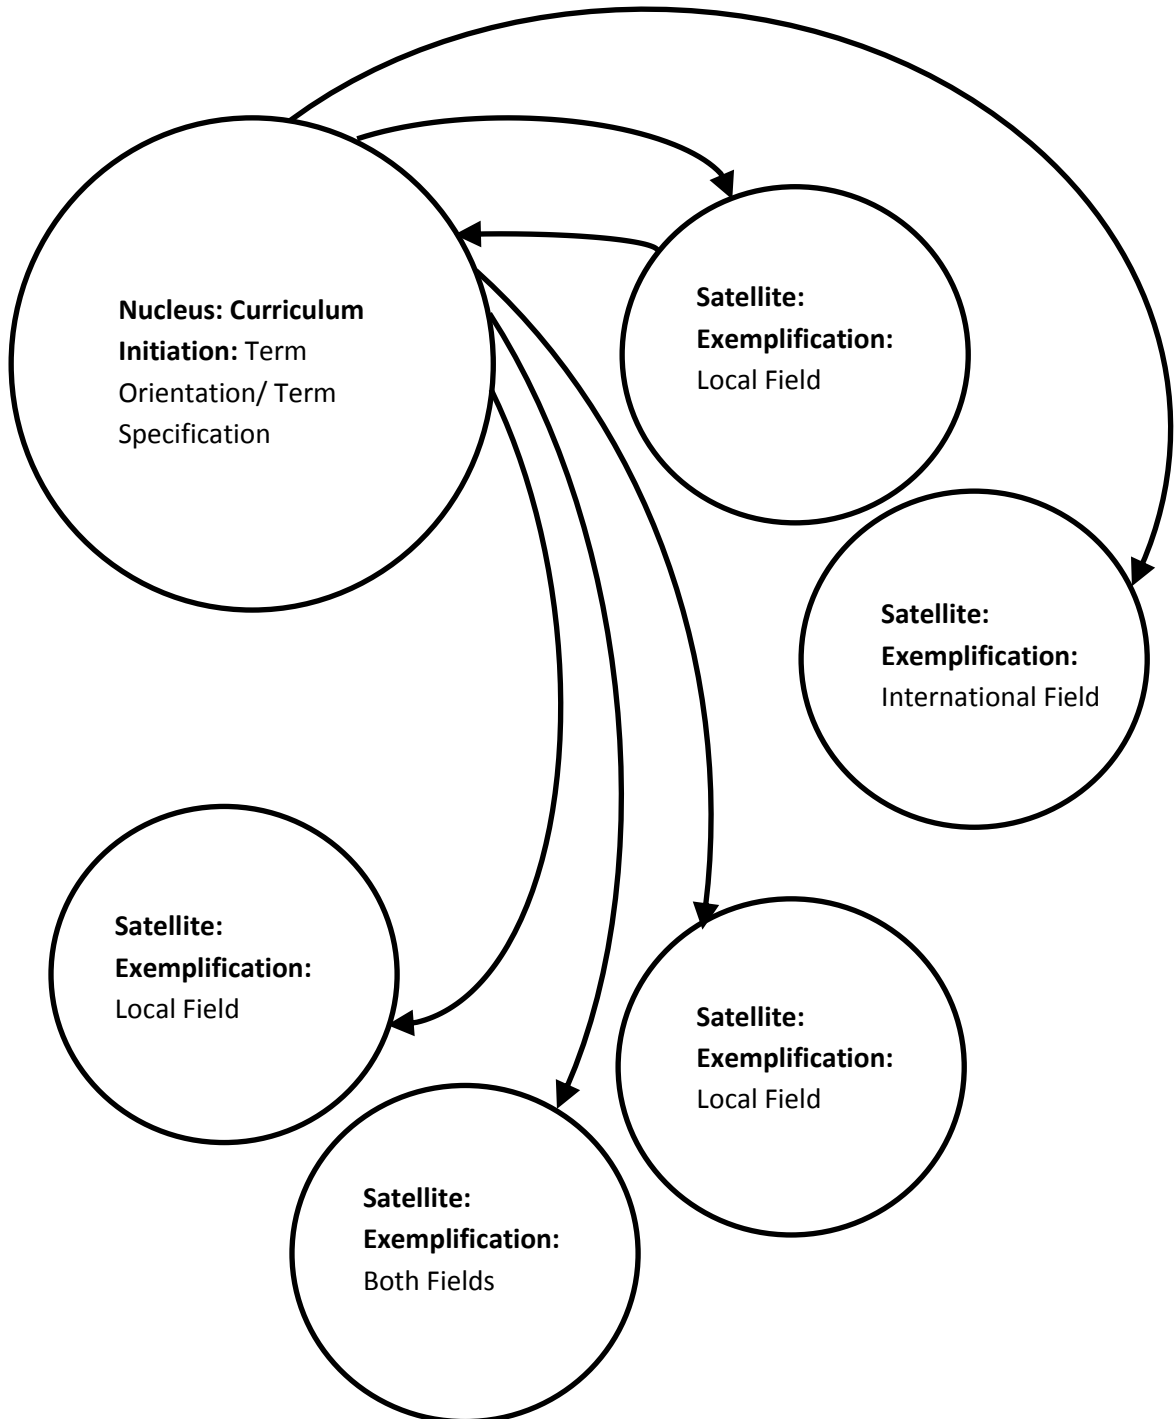 Nucleus: Curriculum
Initiation: Term
Orientation/ Term
Specification
Satellite:
Exemplification:
Local Field
Satellite:
Exemplification:
International Field
Satellite:
Exemplification:
Local Field
Satellite:
Exemplification:
Local Field
Satellite:
Exemplification:
Both Fields